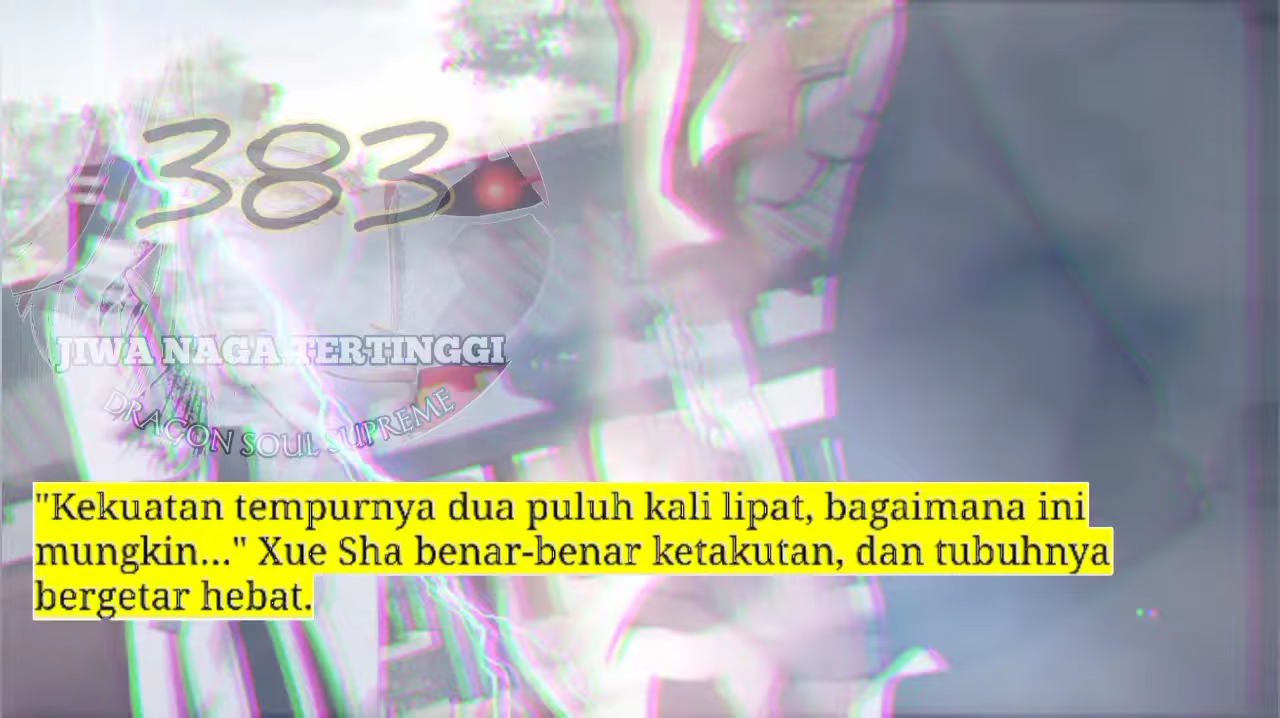 383
JIWA NAGA TERTINGGI
DRAGON SOUL SUPREME
"Kekuatan tempurnya dua puluh kali lipat, bagaimana ini
mungkin..." Xue Sha benar-benar ketakutan, dan tubuhnya
bergetar hebat.